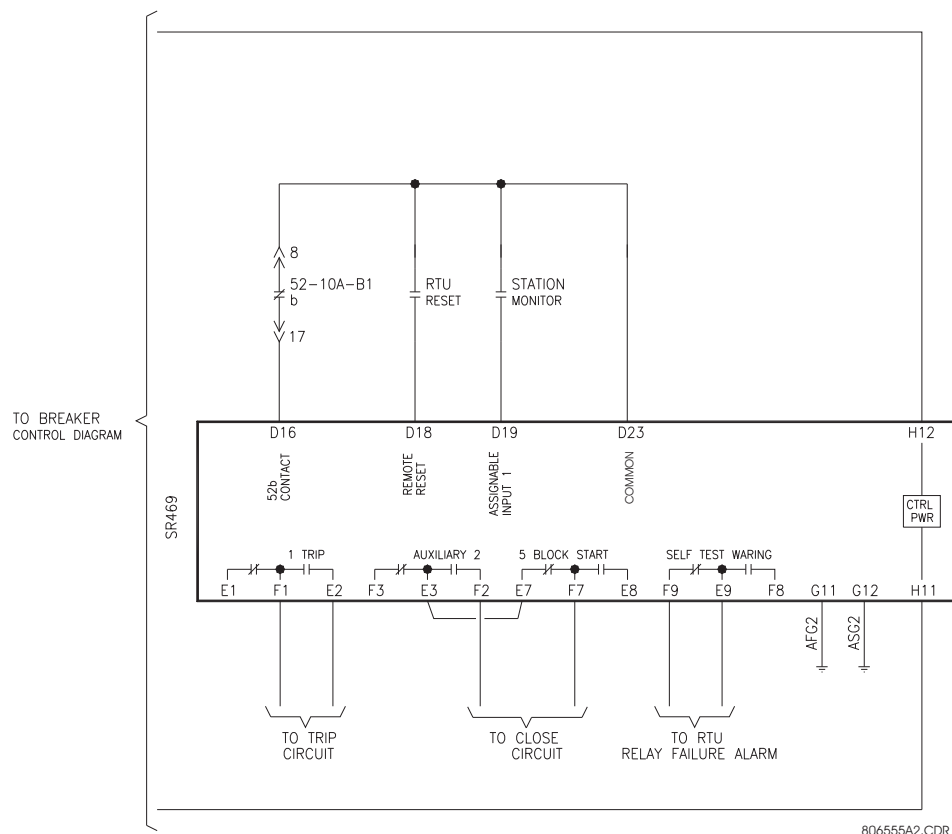 8
52-10A-B1
b
17
RTU
RESET
STATION
MONITOR
TO BREAKER
CONTROL DIAGRAM
D16
D18
D19
D23
H12
52b
CONTACT
REMOTE
RESET
ASSIGNABLE
INPUT 1
COMMON
SR469
CTRL
PWR
1 TRIP
AUXILIARY 2
5 BLOCK START
SELF TEST WARING
E1 F1 E2 F3 E3 F2 E7 F7 E8 F9 E9 F8 G11 G12 H11
AFG2
ASG2
TO TRIP
CIRCUIT
TO CLOSE
CIRCUIT
TO RTU
RELAY FAILURE ALARM
806555A2.CDR